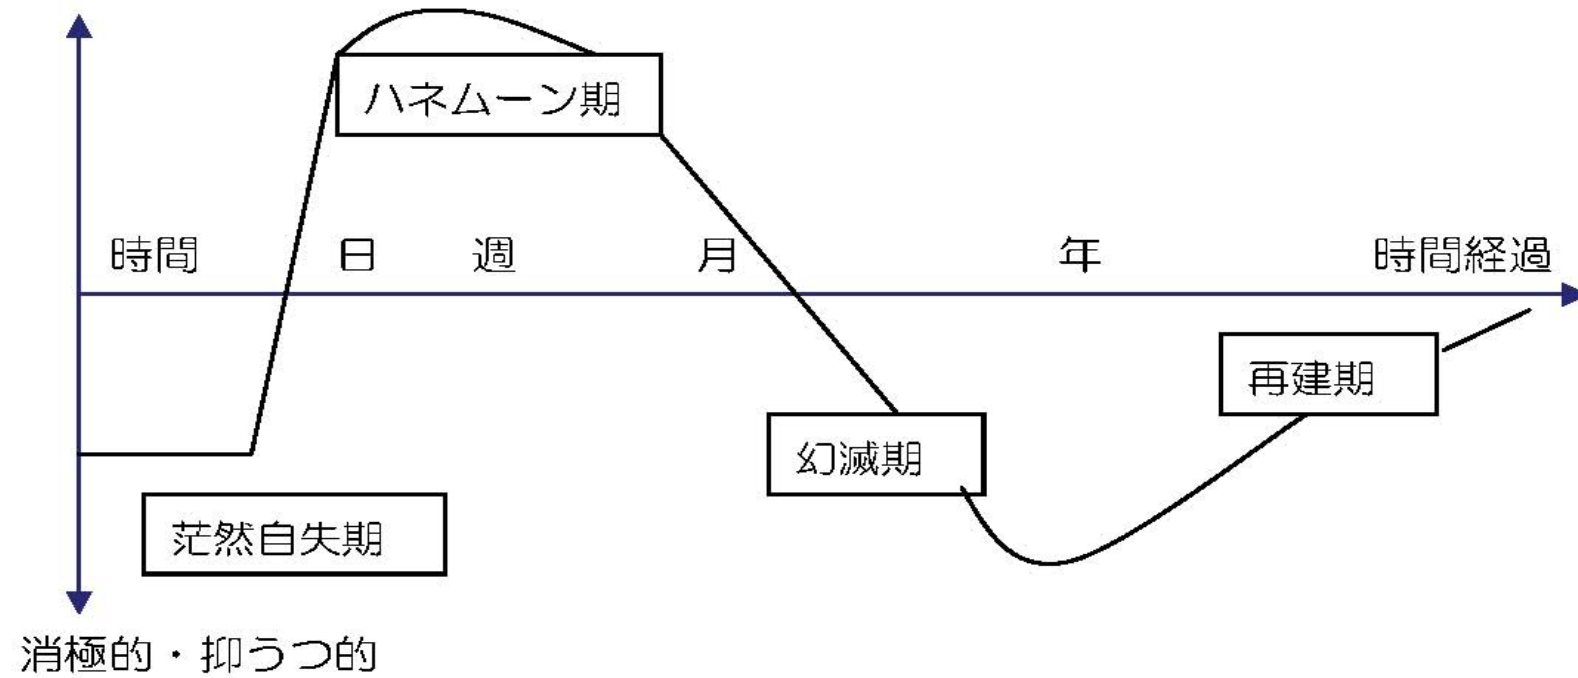 ハネムーン期
時間 日 週 月 年 時間経過
再建期
幻滅期
茫然自失期
消極的・抑うつ的